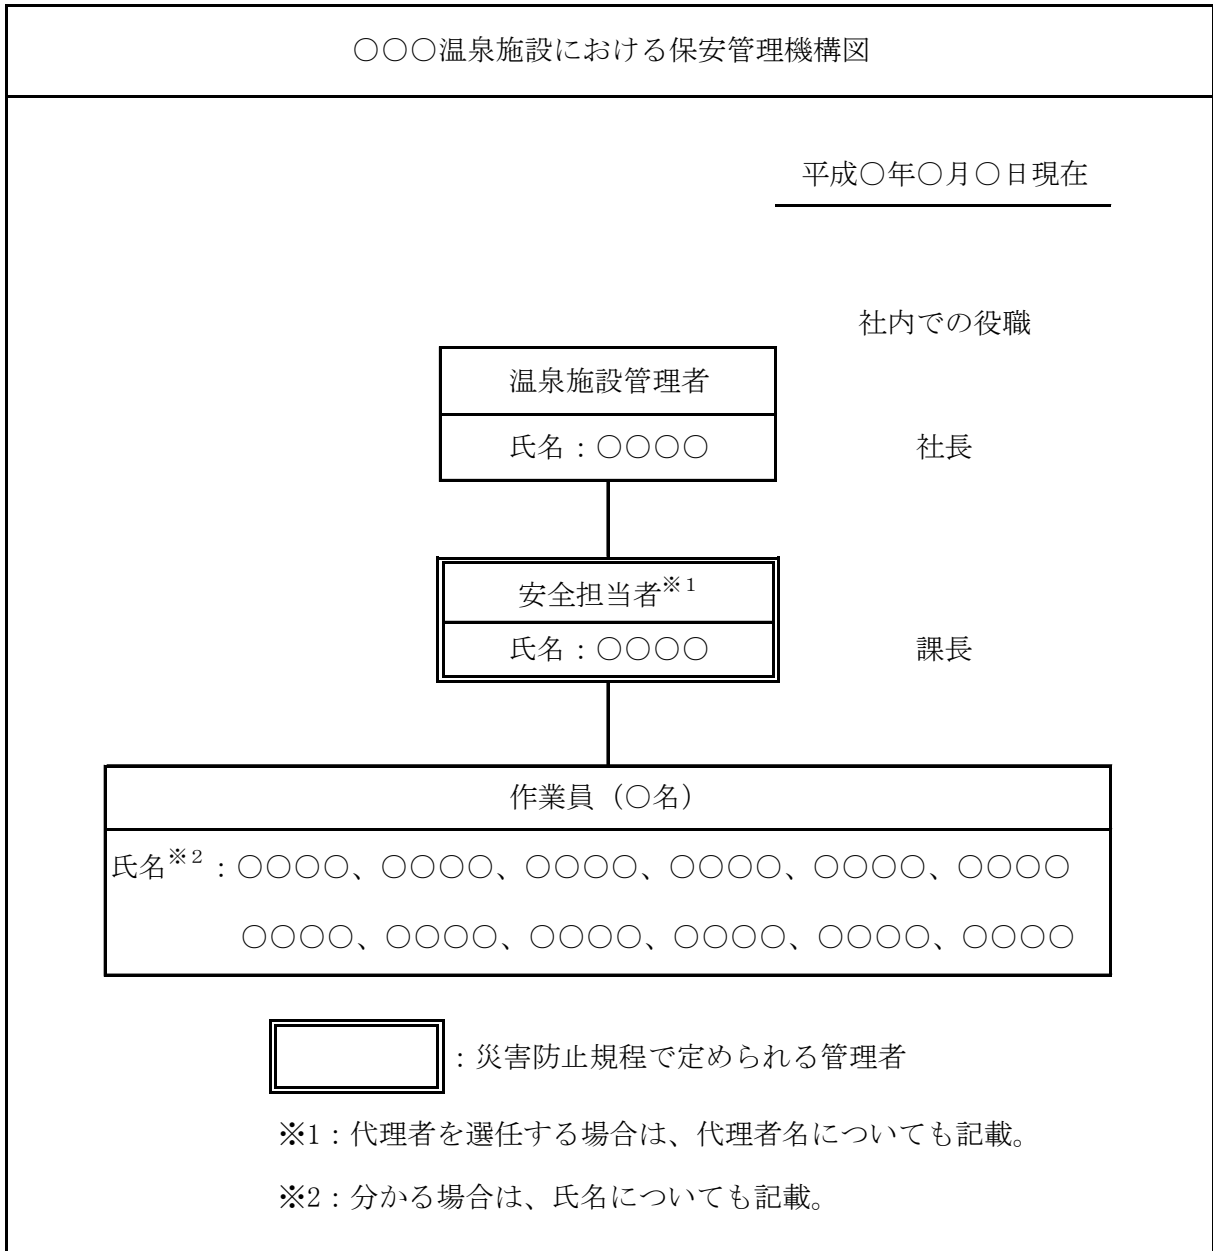 ○○○温泉施設における保安管理機構図
平成○年○月○日現在
社内での役職
温泉施設管理者
氏名：○○○○
社長
安全担当者※1
氏名：○○○○
課長
作業員（○名）
氏名※2：○○○○、○○○○、○○○○、○○○○、○○○○、○○○○
○○○○、○○○○、○○○○、○○○○、○○○○、○○○○
：災害防止規程で定められる管理者
※1：代理者を選任する場合は、代理者名についても記載。
※2：分かる場合は、氏名についても記載。